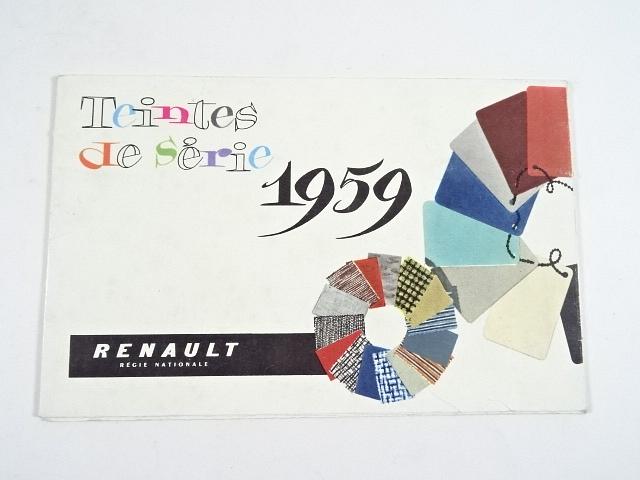 Teintes
de Série
1959
RENAULT
RÉGIE NATIONALE